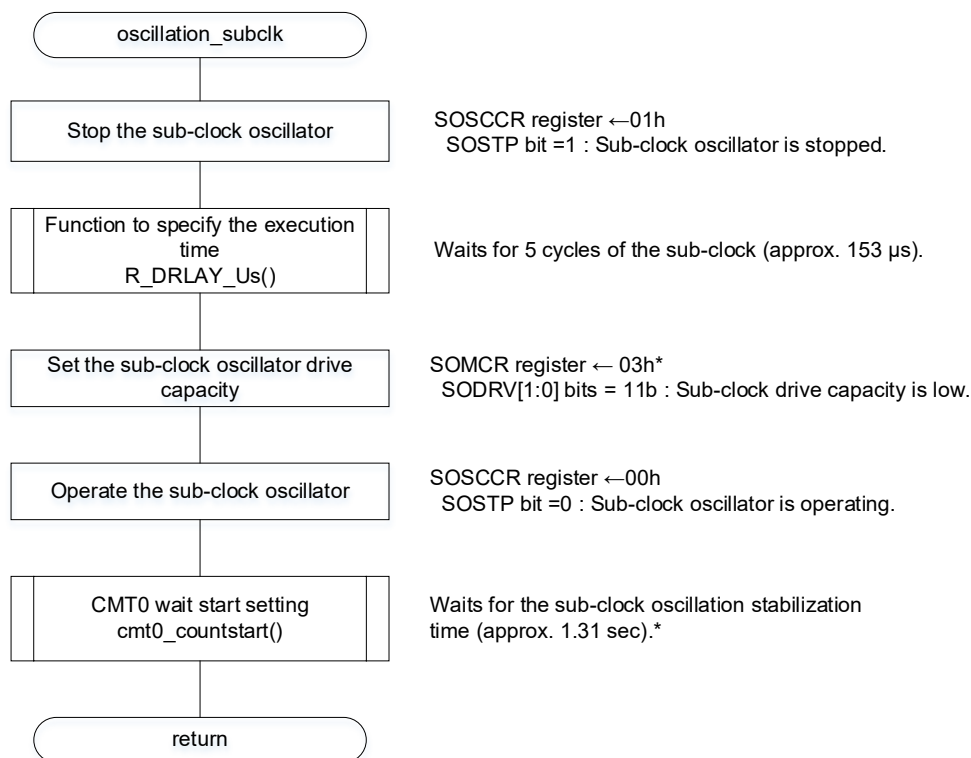 oscillation_subclk
Stop the sub-clock oscillator
SOSCCR register ←01h
SOSTP bit =1 : Sub-clock oscillator is stopped.
Function to specify the execution
time
R_DRLAY_Us()
Waits for 5 cycles of the sub-clock (approx. 153 µs).
Set the sub-clock oscillator drive
capacity
SOMCR register ← 03h*
SODRV[1:0] bits = 11b : Sub-clock drive capacity is low.
Operate the sub-clock oscillator
SOSCCR register ←00h
SOSTP bit =0 : Sub-clock oscillator is operating.
CMT0 wait start setting
cmt0_countstart()
Waits for the sub-clock oscillation stabilization
time (approx. 1.31 sec).*
return